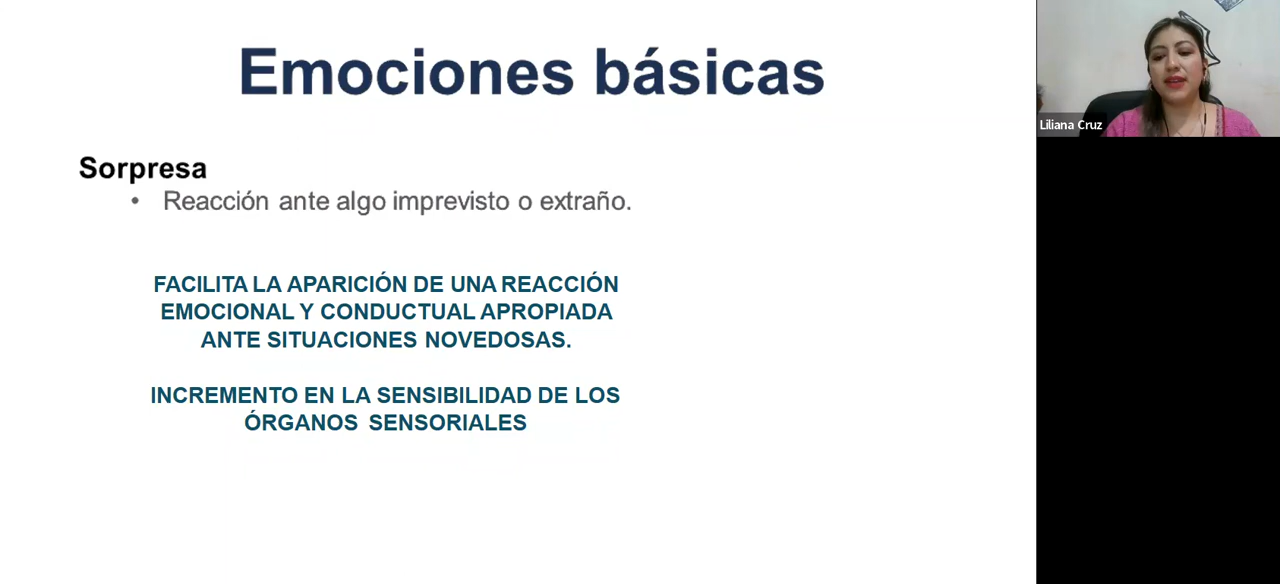 Emociones básicas
Sorpresa
• Reacción ante algo imprevisto o extraño.
FACILITA LA APARICIÓN DE UNA REACCIÓN
EMOCIONAL Y CONDUCTUAL APROPIADA
ANTE SITUACIONES NOVEDOSAS.
INCREMENTO EN LA SENSIBILIDAD DE LOS
ÓRGANOS SENSORIALES
Liliana Cruz